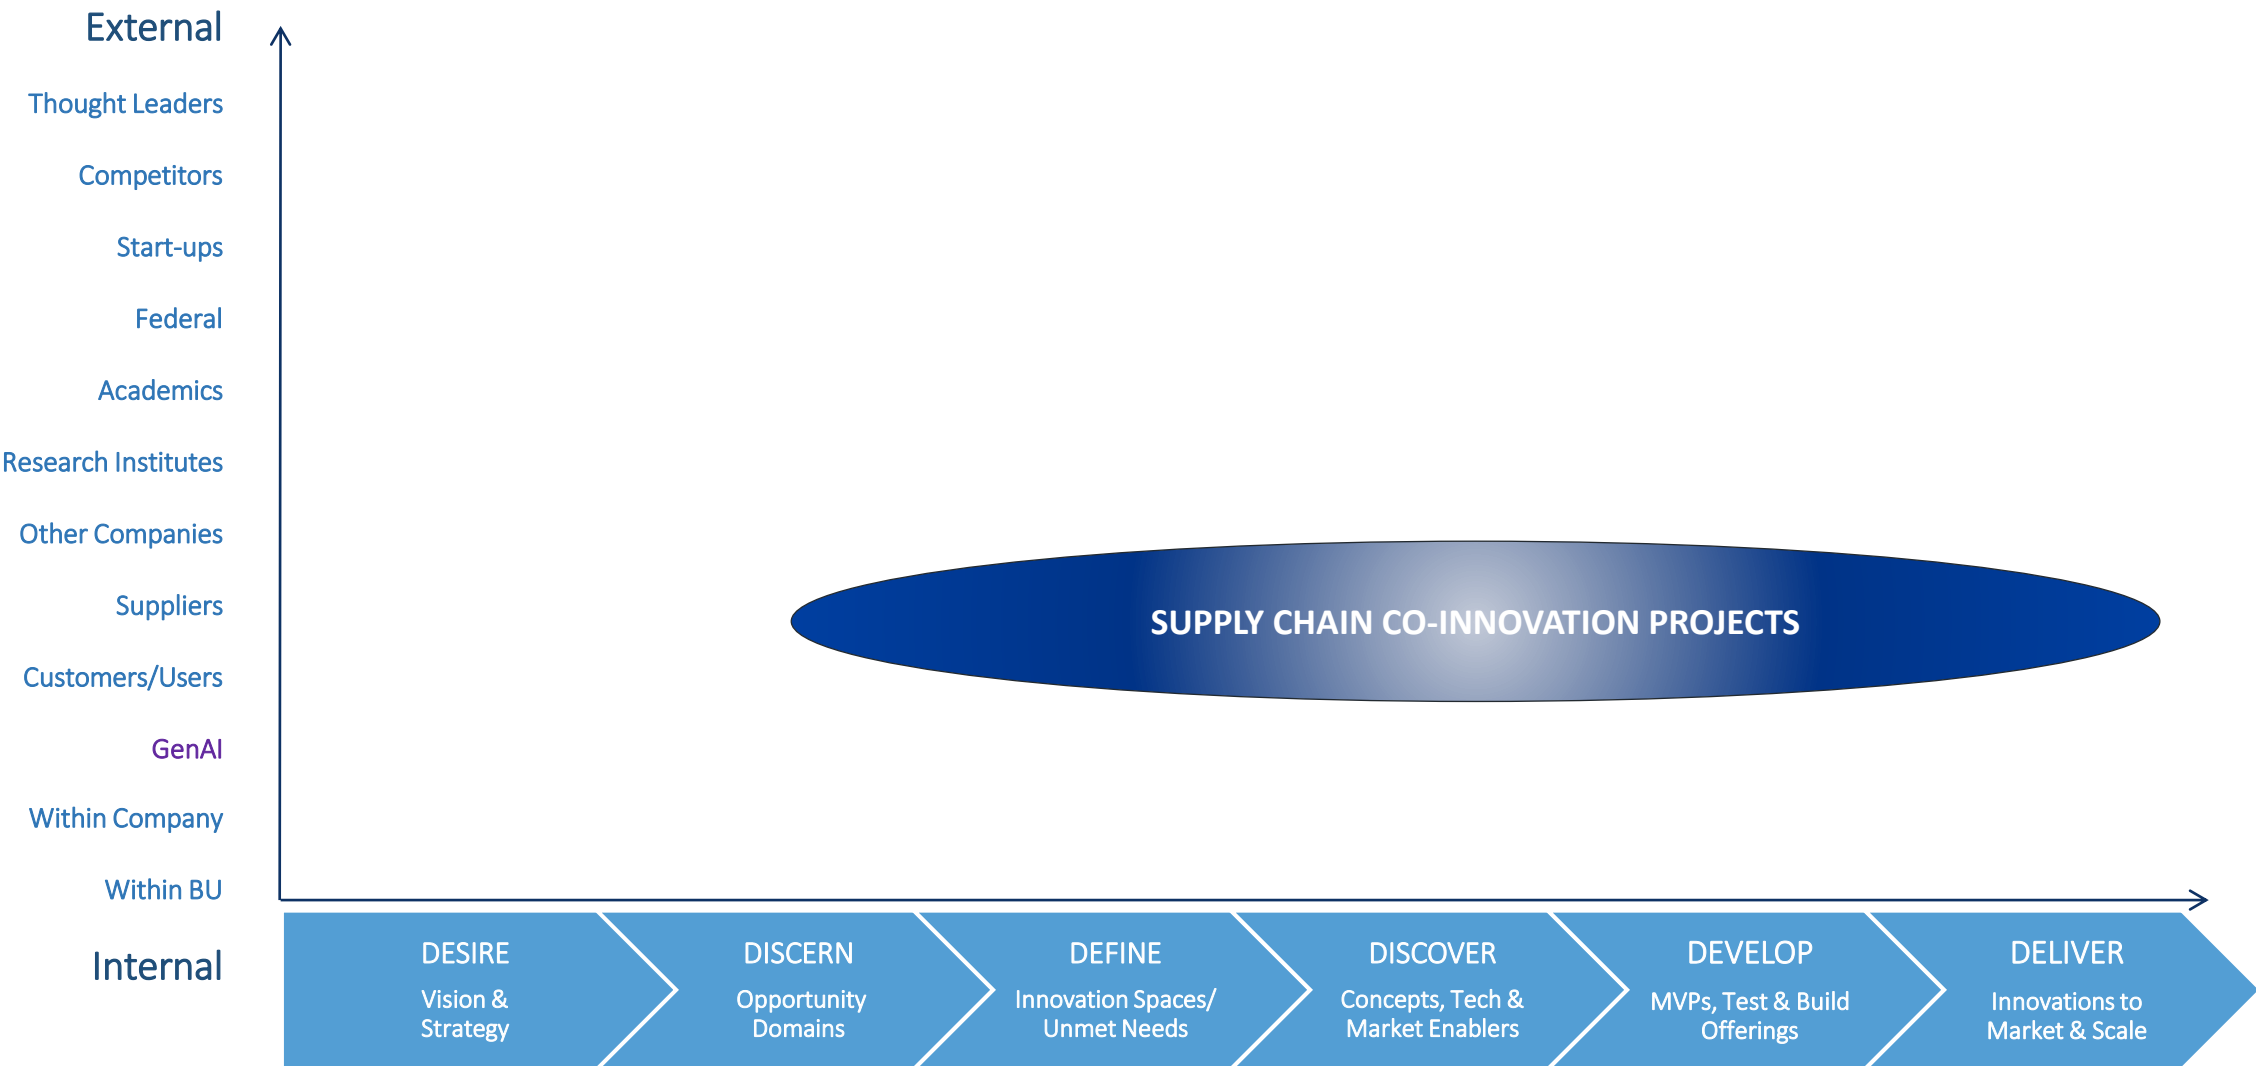 External
Thought Leaders
Competitors
Start-ups
Federal
Academics
Research Institutes
Other Companies
Suppliers
Customers/Users
GenAI
Within Company
Within BU
Internal
SUPPLY CHAIN CO-INNOVATION PROJECTS
DESIRE
Vision &
Strategy
DISCERN
Opportunity
Domains
DEFINE
Innovation Spaces/
Unmet Needs
DISCOVER
Concepts, Tech &
Market Enablers
DEVELOP
MVPs, Test & Build
Offerings
DELIVER
Innovations to
Market & Scale